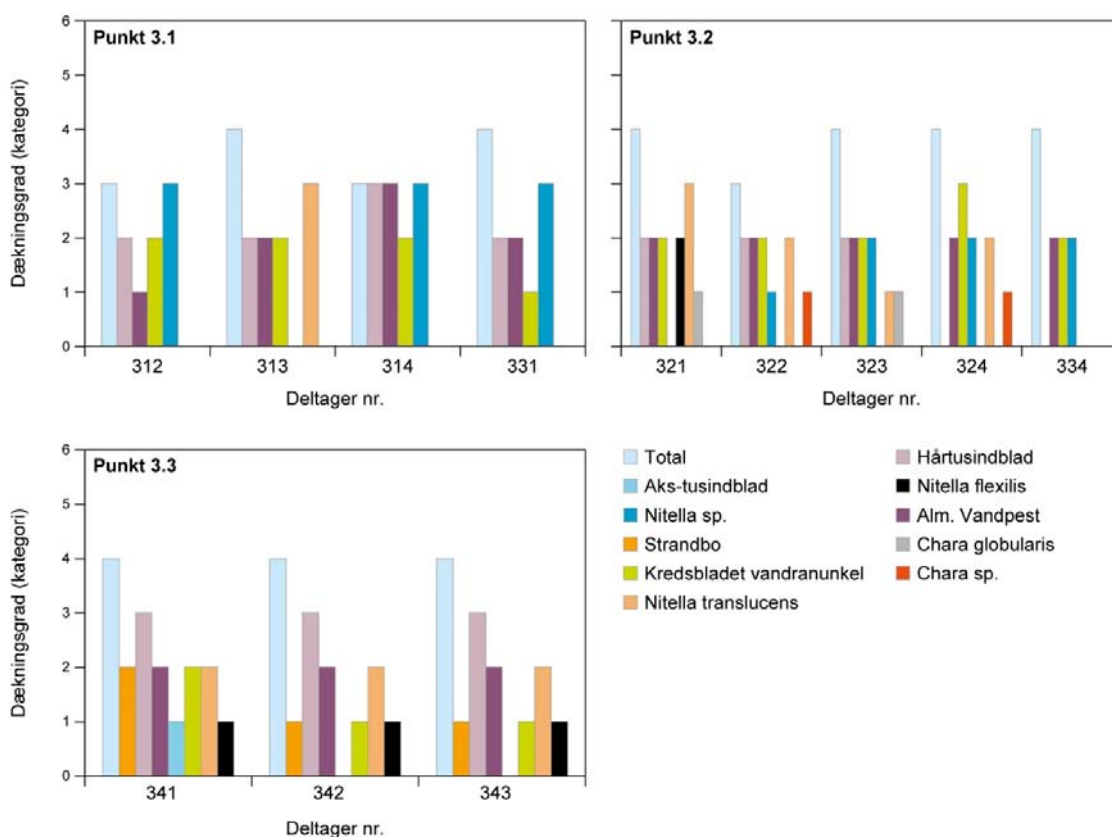 Punkt 3.1
Dækningsgrad (kategori)
6
5
4
3
2
1
0
312 313 314 331
Deltager nr.
Punkt 3.2
321 322 323 324 334
Deltager nr.
Punkt 3.3
Dækningsgrad (kategori)
6
5
4
3
2
1
0
341 342 343
Deltager nr.
Total
Aks-tusindblad
Nitella sp.
Strandbo
Kredsbladet vandranunkel
Nitella translucens
Hårtusindblad
Nitella flexilis
Alm. Vandpest
Chara globularis
Chara sp.